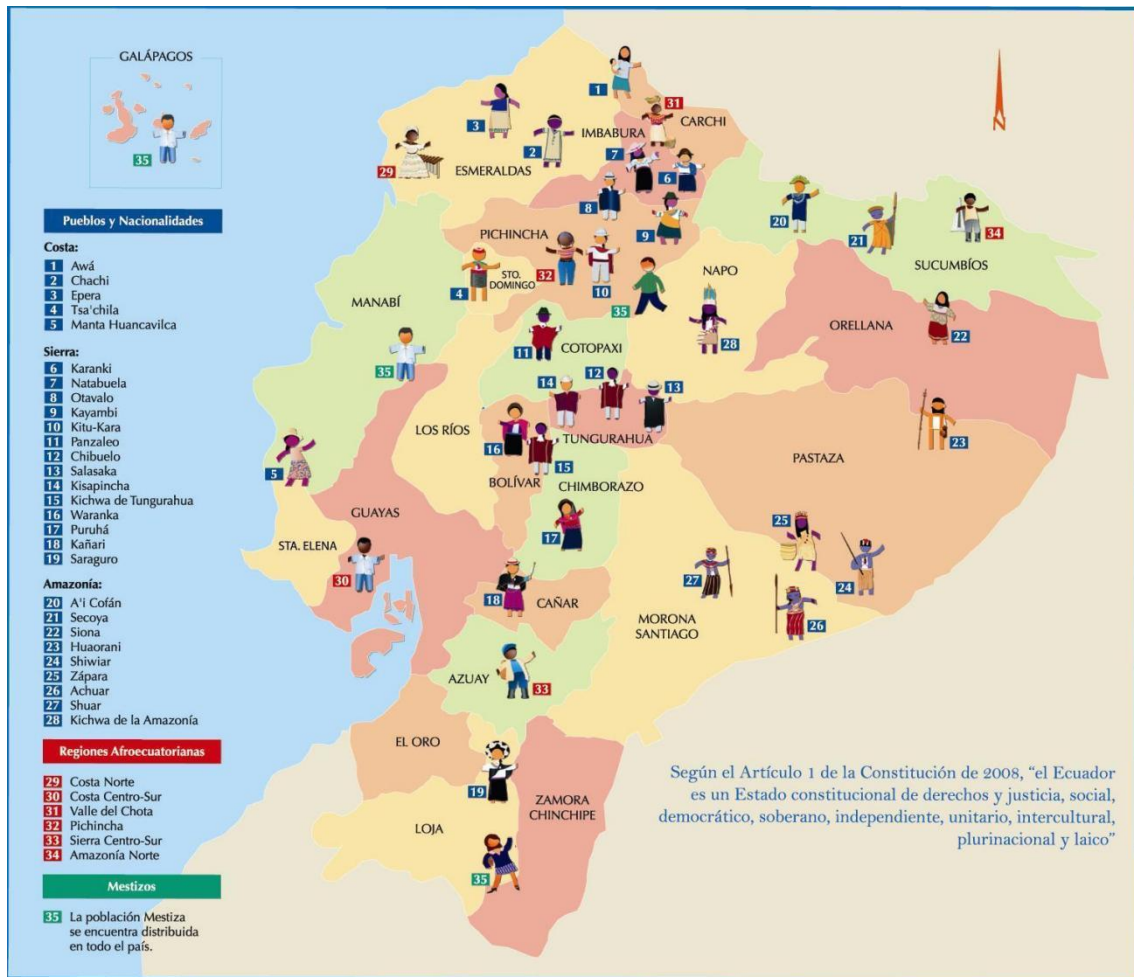 GALÁPAGOS
35
Pueblos y Nacionalidades
Costa:
1 Awá
2 Chachi
3 Epera
4 Tsa'chila
5 Manta Huancavilca
Sierra:
6 Karanki
7 Natabuela
8 Otavalo
9 Kayambi
10 Kitu-Kara
11 Panzaleo
12 Chibuelo
13 Salasaka
14 Kisapincha
15 Kichwa de Tungurahua
16 Waranka
17 Puruhá
18 Kañari
19 Saraguro
Amazonía:
20 A'i Cofán
21 Secoya
22 Siona
23 Huaorani
24 Shiwiar
25 Zápara
26 Achuar
27 Shuar
28 Kichwa de la Amazonía
Regiones Afroecuatorianas
29 Costa Norte
30 Costa Centro-Sur
31 Valle del Chota
32 Pichincha
33 Sierra Centro-Sur
34 Amazonía Norte
Mestizos
35 La población Mestiza
se encuentra distribuida
en todo el país.
1
31
3
IMBABURA
CARCHI
2
7
29
ESMERALDAS
6
8
20
21
34
PICHINCHA
9
SUCUMBÍOS
4
STO.
DOMINGO
32
10
NAPO
MANABÍ
35
ORELLANA
22
28
11
COTOPAXI
35
12
14
13
LOS RÍOS
TUNGURAHUA
23
16
15
PASTAZA
5
BOLÍVAR
CHIMBORAZO
GUAYAS
25
17
STA. ELENA
30
27
24
18
CAÑAR
MORONA
SANTIAGO
26
AZUAY
33
EL ORO
19
ZAMORA
CHINCHIPE
LOJA
35
N
Según el Artículo 1 de la Constitución de 2008, “el Ecuador
es un Estado constitucional de derechos y justicia, social,
democrático, soberano, independiente, unitario, intercultural,
plurinacional y laico”